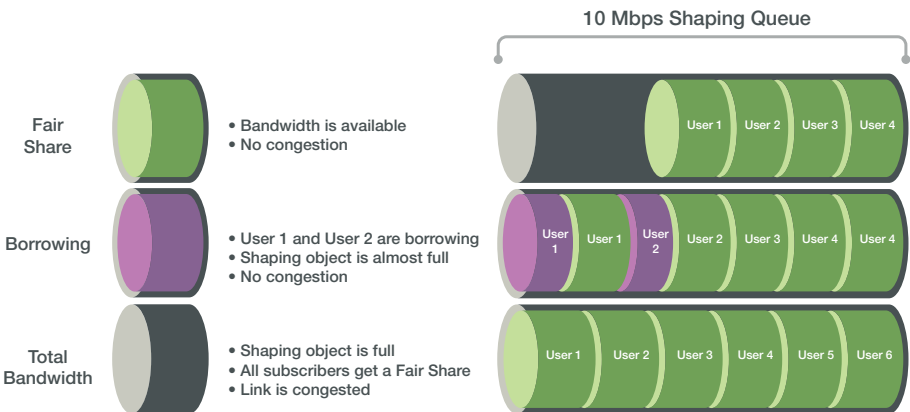 10 Mbps Shaping Queue
Fair
Share
• Bandwidth is available
• No congestion
User 1 User 2 User 3 User 4
Borrowing
• User 1 and User 2 are borrowing
• Shaping object is almost full
• No congestion
User
1
User 1
User
2
User 2 User 3 User 4 User 4
Total
Bandwidth
• Shaping object is full
• All subscribers get a Fair Share
• Link is congested
User 1 User 2 User 3 User 4 User 5 User 6